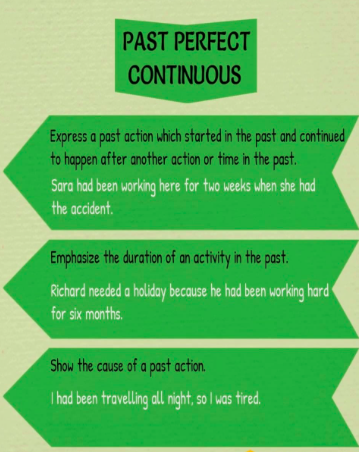 PAST PERFECT
CONTINUOUS
Express a past action which started in the past and continued
to happen after another action or time in the past.
Sara had been working here for two weeks when she had
the accident.
Emphasize the duration of an activity in the past.
Richard needed a holiday because he had been working hard
for six months.
Show the cause of a past action.
I had been travelling all night, so I was tired.